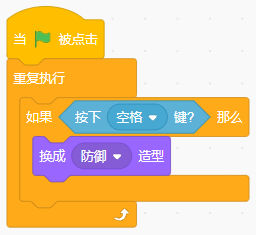 当 被点击
重复执行
如果 按下 空格 键? 那么
换成 防御 造型